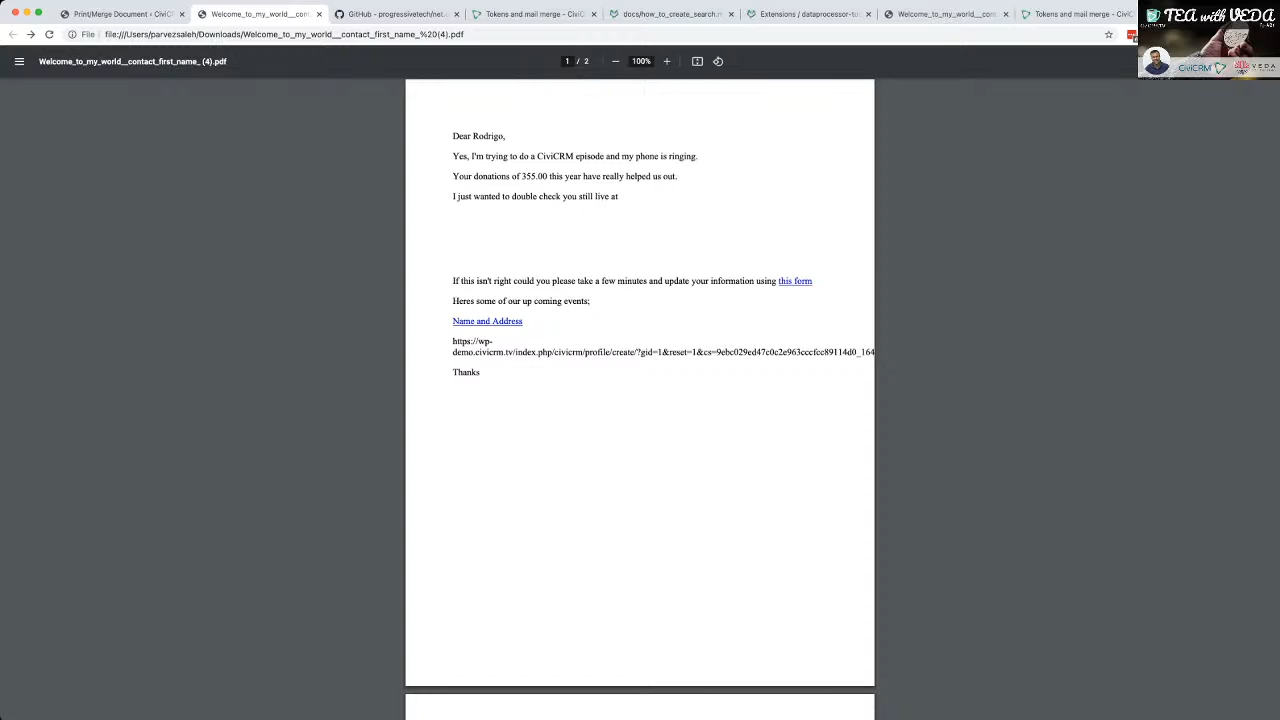 Print/Merge Document ‹ CiviC
Welcome_to_my_world__cont
GitHub - progressivetech/net.
Tokens and mail merge - CiviC
docs/how_to_create_search.m
Extensions / dataprocessor-to
Welcome_to_my_world__cont
Tokens and mail merge - CiviC
TEA with VEDA
File
file:///Users/parvezsaleh/Downloads/Welcome_to_my_world__contact_first_name_%20(4).pdf
Welcome_to_my_world__contact_first_name_ (4).pdf
1 / 2
100%
CiviCRM
VEDA
Dear Rodrigo,
Yes, I'm trying to do a CiviCRM episode and my phone is ringing.
Your donations of 355.00 this year have really helped us out.
I just wanted to double check you still live at
If this isn't right could you please take a few minutes and update your information using this form
Heres some of our up coming events;
Name and Address
https://wp-
demo.civicrm.tv/index.php/civicrm/profile/create/?gid=1&reset=1&cs=9ebc029ed47c0c2e963cccfcc89114d0_164
Thanks